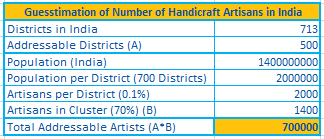 Guesstimation of Number of Handicraft Artisans in India
Districts in India 713
Addressable Districts (A) 500
Population (India) 1400000000
Population per District (700 Districts) 2000000
Artisans per District (0.1%) 2000
Artisans in Cluster (70%) (B) 1400
Total Addressable Artists (A*B) 700000